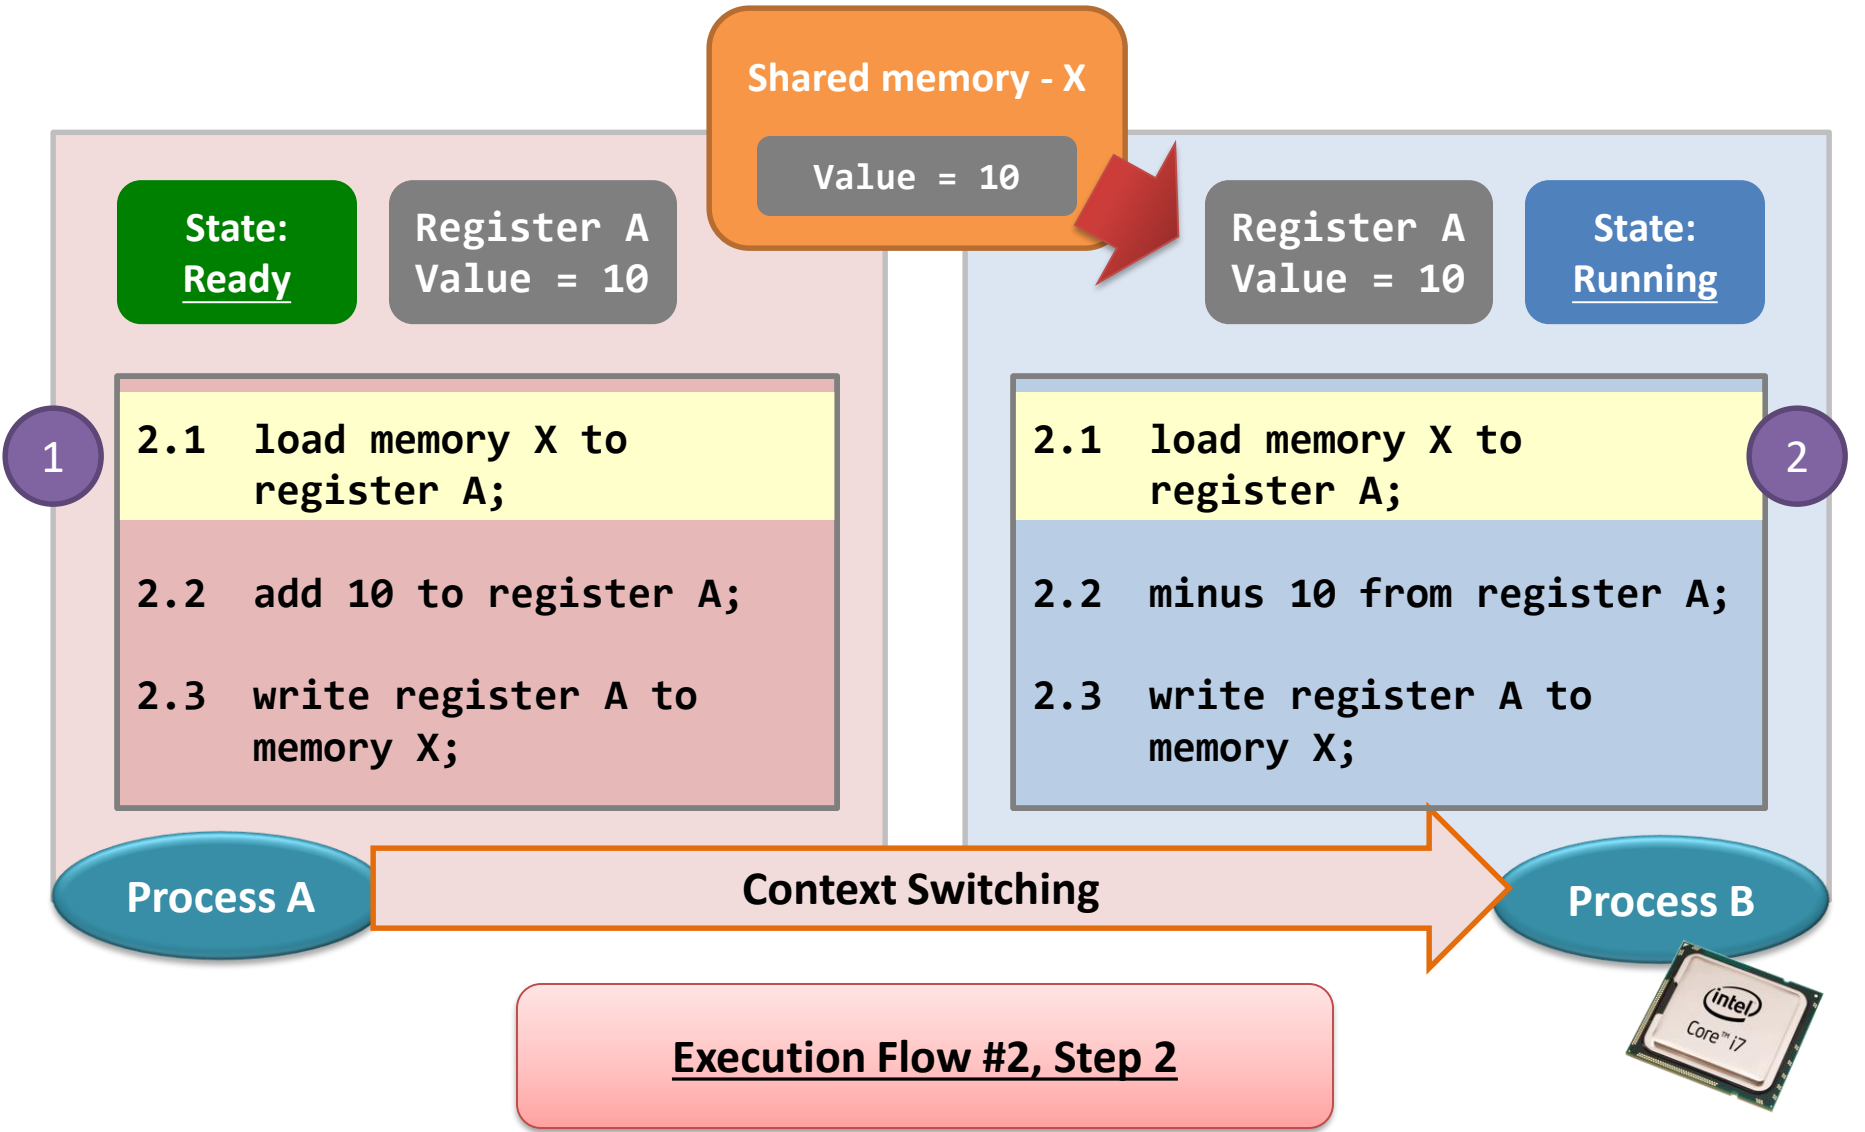 Shared memory - X
Value = 10
State:
Ready
Register A
Value = 10
Register A
Value = 10
State:
Running
1
2.1 load memory X to
register A;
2.2 add 10 to register A;
2.3 write register A to
memory X;
2.1 load memory X to
register A;
2.2 minus 10 from register A;
2.3 write register A to
memory X;
2
Process A
Context Switching
Process B
intel
Core™ i7
Execution Flow #2, Step 2